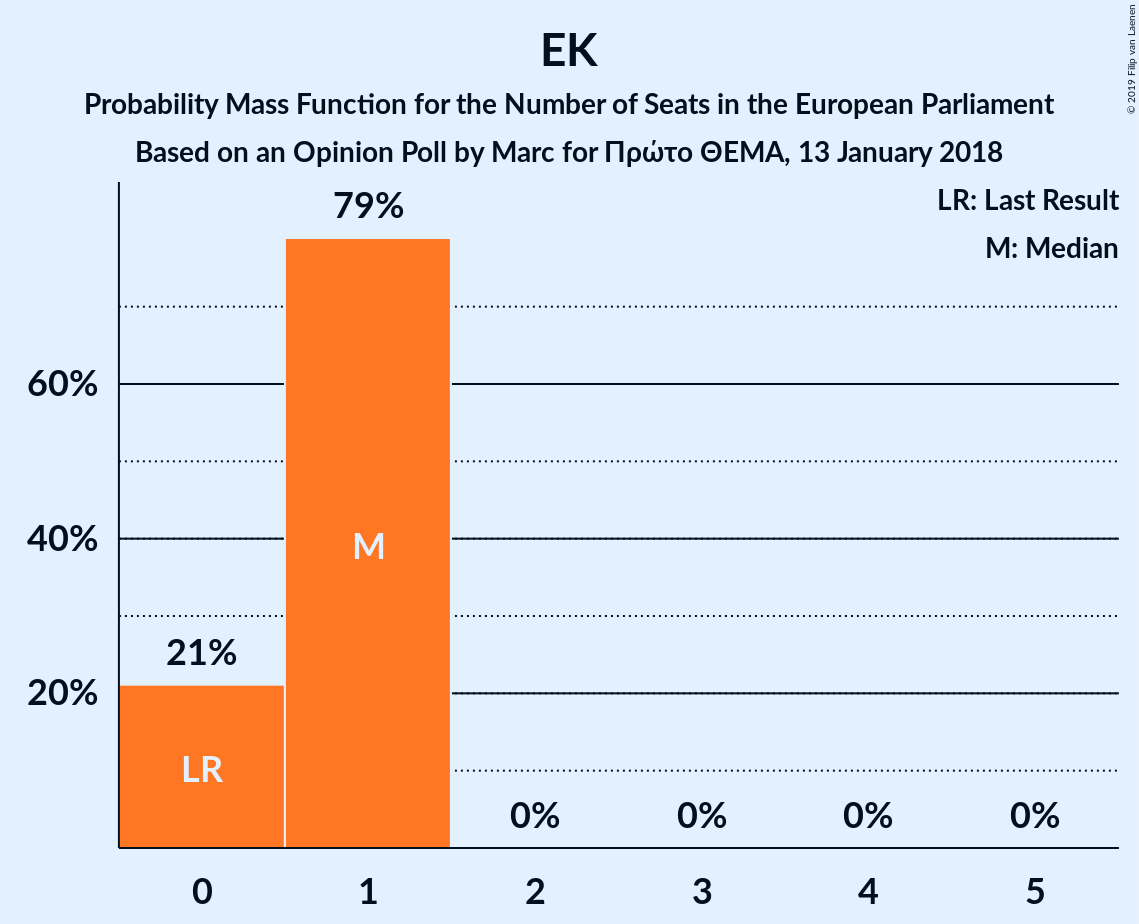 © 2019 Filip van Laenen
EK
Probability Mass Function for the Number of Seats in the European Parliament
Based on an Opinion Poll by Marc for Πρώτο ΘΕΜΑ, 13 January 2018
LR: Last Result
M: Median
79%
60%
M
40%
21%
20%
LR
0% 0% 0% 0%
0 1 2 3 4 5